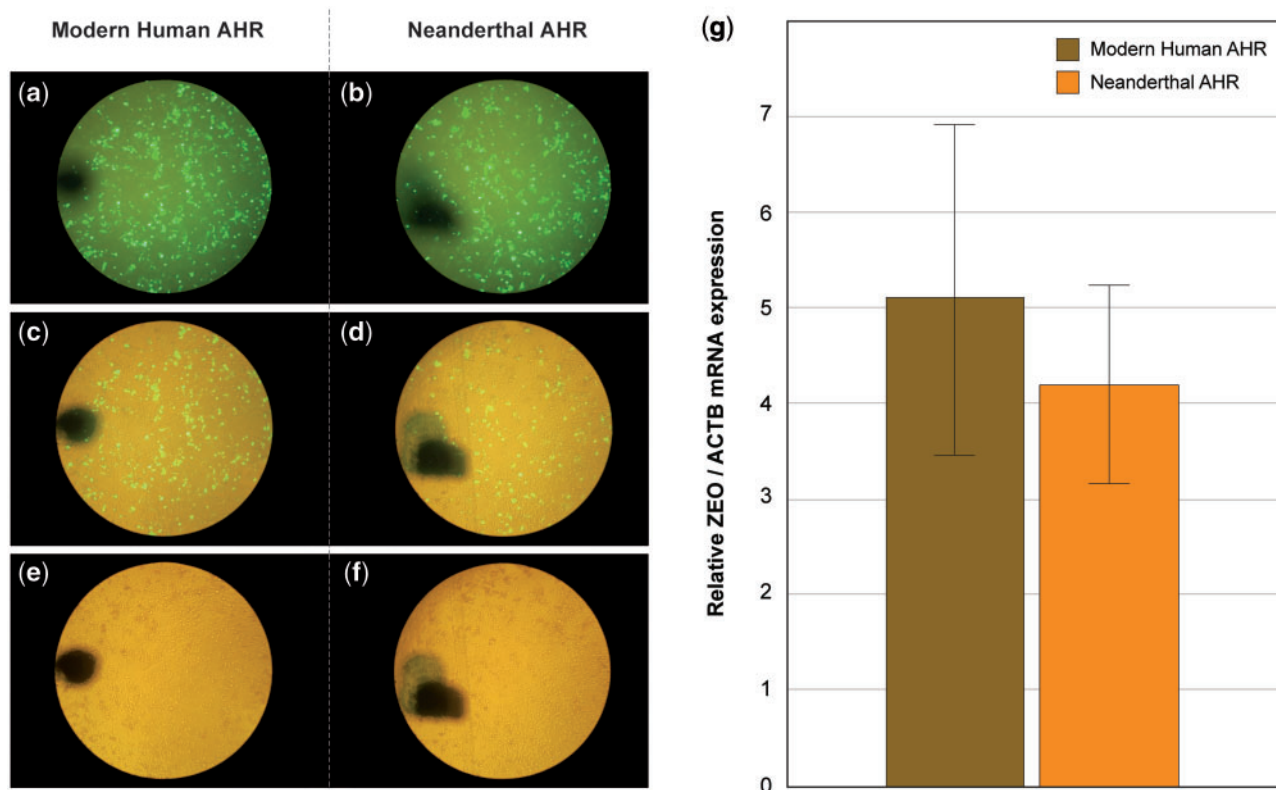 Modern Human AHR
Neanderthal AHR
(a)
(b)
(c)
(d)
(e)
(f)
(g)
Modern Human AHR
Neanderthal AHR
Relative ZEO / ACTB mRNA expression
7
6
5
4
3
2
1
0